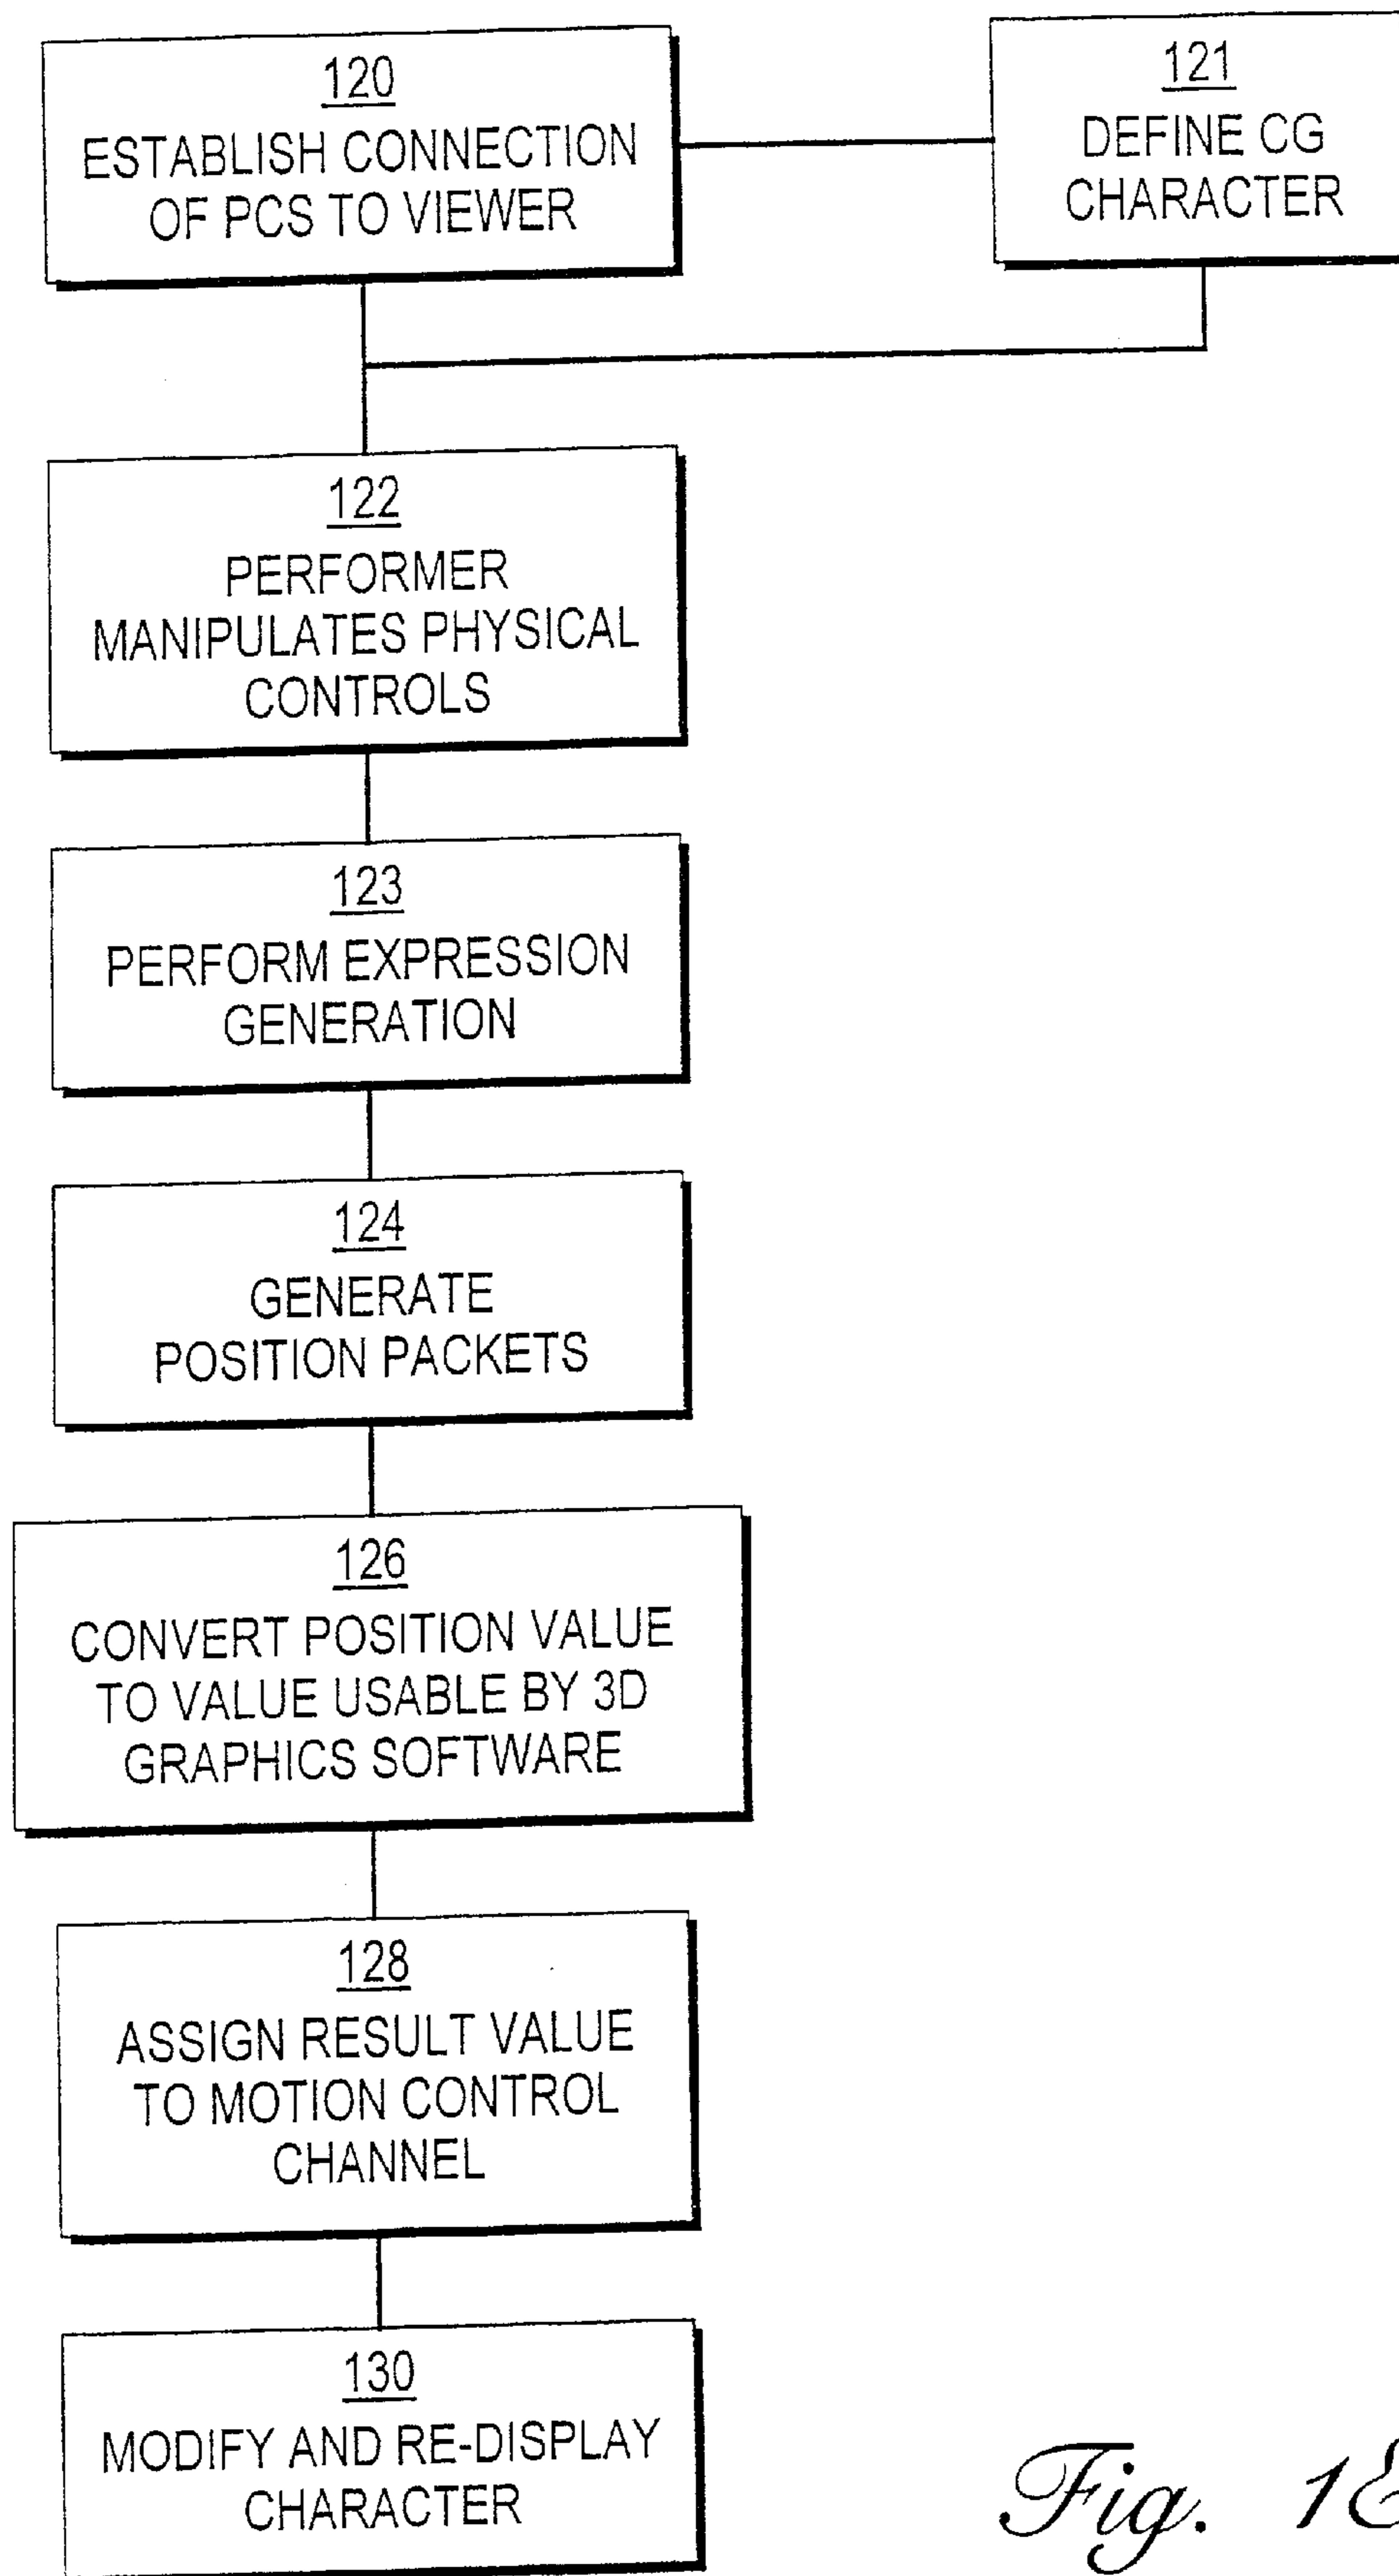 120
ESTABLISH CONNECTION
OF PCS TO VIEWER
121
DEFINE CG
CHARACTER
122
PERFORMER
MANIPULATES PHYSICAL
CONTROLS
123
PERFORM EXPRESSION
GENERATION
124
GENERATE
POSITION PACKETS
126
CONVERT POSITION VALUE
TO VALUE USABLE BY 3D
GRAPHICS SOFTWARE
128
ASSIGN RESULT VALUE
TO MOTION CONTROL
CHANNEL
130
MODIFY AND RE-DISPLAY
CHARACTER
Fig. 1E